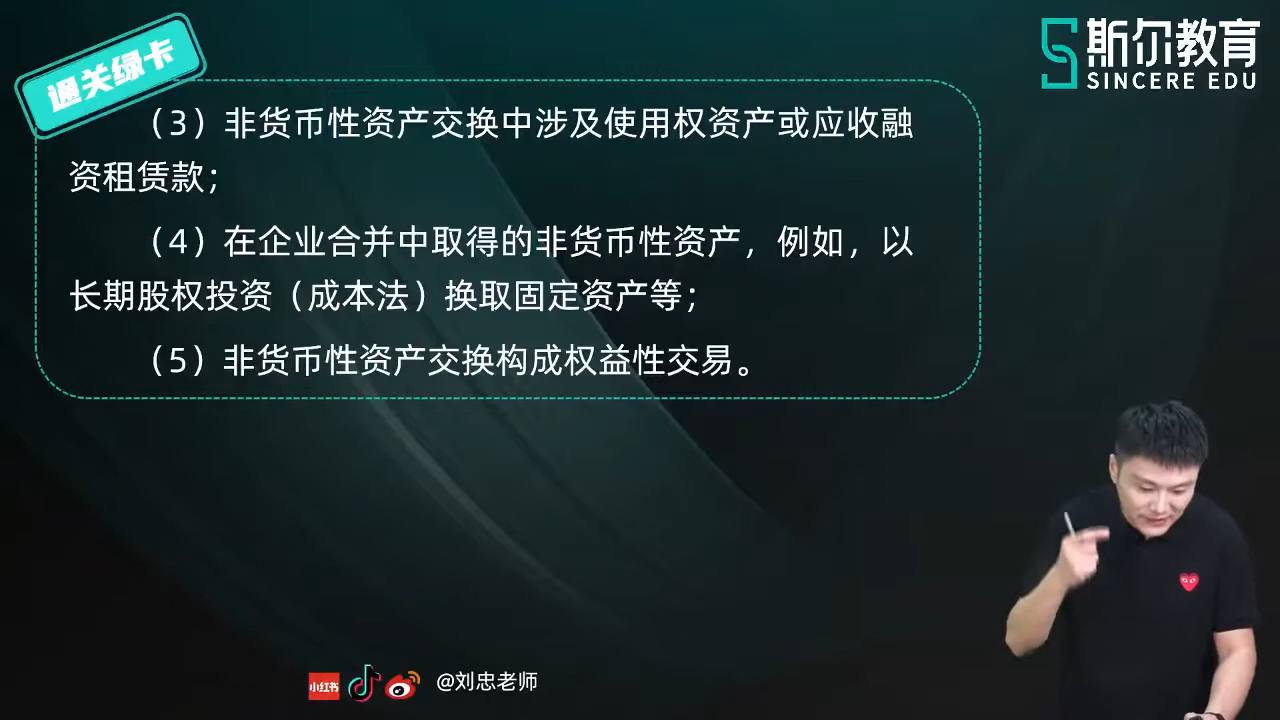 通关绿卡
斯尔教育
SINCERE EDU
（3）非货币性资产交换中涉及使用权资产或应收融
资租赁款；
（4）在企业合并中取得的非货币性资产，例如，以
长期股权投资（成本法）换取固定资产等；
（5）非货币性资产交换构成权益性交易。
小红书
@刘忠老师